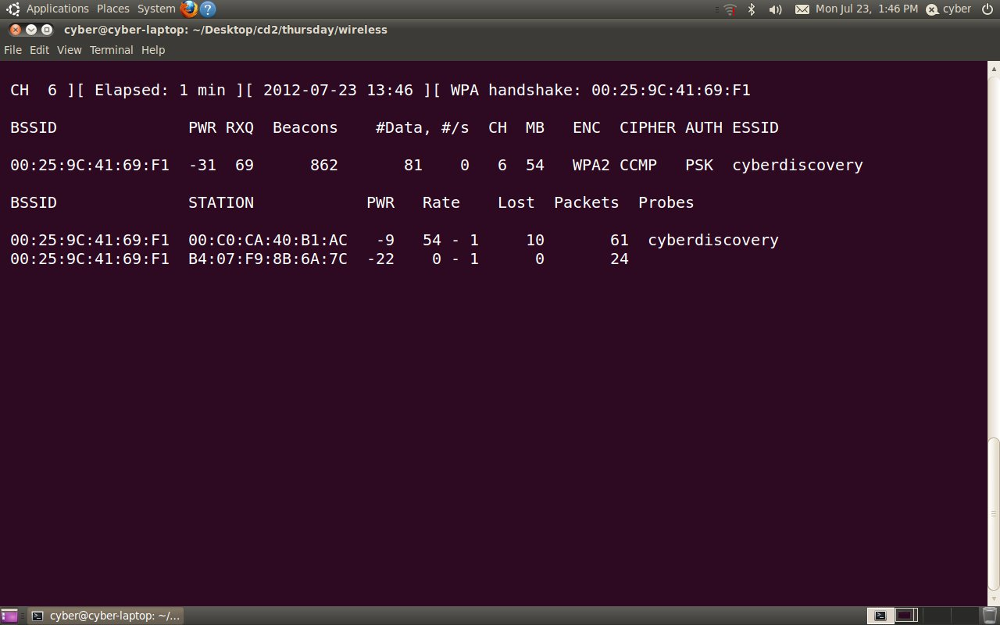 Applications Places System ? Mon Jul 23, 1:46 PM cyber
cyber@cyber-laptop: ~/Desktop/cd2/thursday/wireless
File Edit View Terminal Help
CH  6 ][ Elapsed: 1 min ][ 2012-07-23 13:46 ][ WPA handshake: 00:25:9C:41:69:F1
BSSID              PWR RXQ  Beacons    #Data, #/s  CH  MB   ENC  CIPHER AUTH ESSID
00:25:9C:41:69:F1  -31  69      862       81    0   6  54   WPA2 CCMP   PSK  cyberdiscovery
BSSID              STATION            PWR   Rate    Lost  Packets  Probes
00:25:9C:41:69:F1  00:C0:CA:40:B1:AC   -9   54 - 1     10       61  cyberdiscovery
00:25:9C:41:69:F1  B4:07:F9:8B:6A:7C  -22    0 - 1      0       24
cyber@cyber-laptop: ~/...